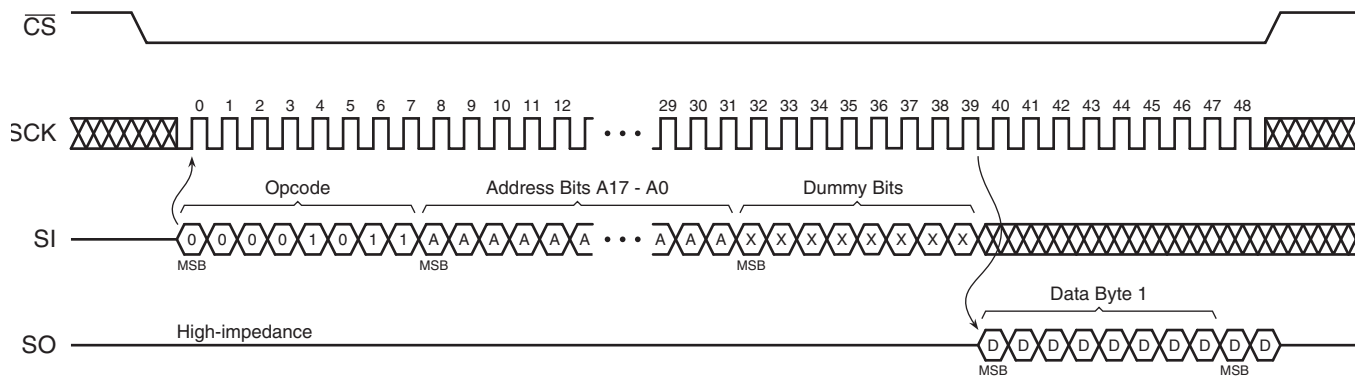 CS
0 1 2 3 4 5 6 7 8 9 10 11 12 29 30 31 32 33 34 35 36 37 38 39 40 41 42 43 44 45 46 47 48
SCK
Opcode Address Bits A17 - A0 Dummy Bits
SI 0 0 0 0 1 0 1 1 A A A A A A A A A X X X X X X X X
MSB MSB MSB
Data Byte 1
High-impedance
SO D D D D D D D D D D
MSB MSB